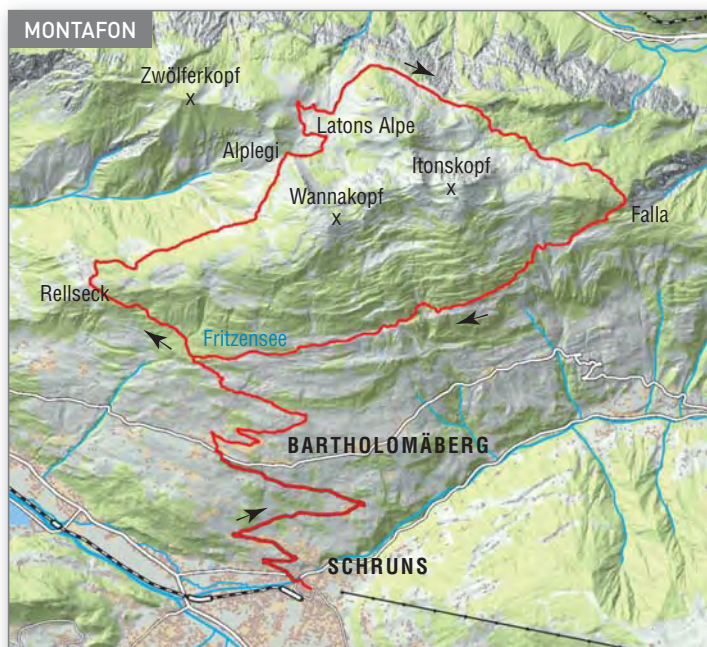 MONTAFON
Zwölferkopf
x
Latons Alpe
Alplegi
Itonskopf
x
Wannakopf
x
Falla
Rellseck
Fritzensee
BARTHOLOMÄBERG
SCHRUNS